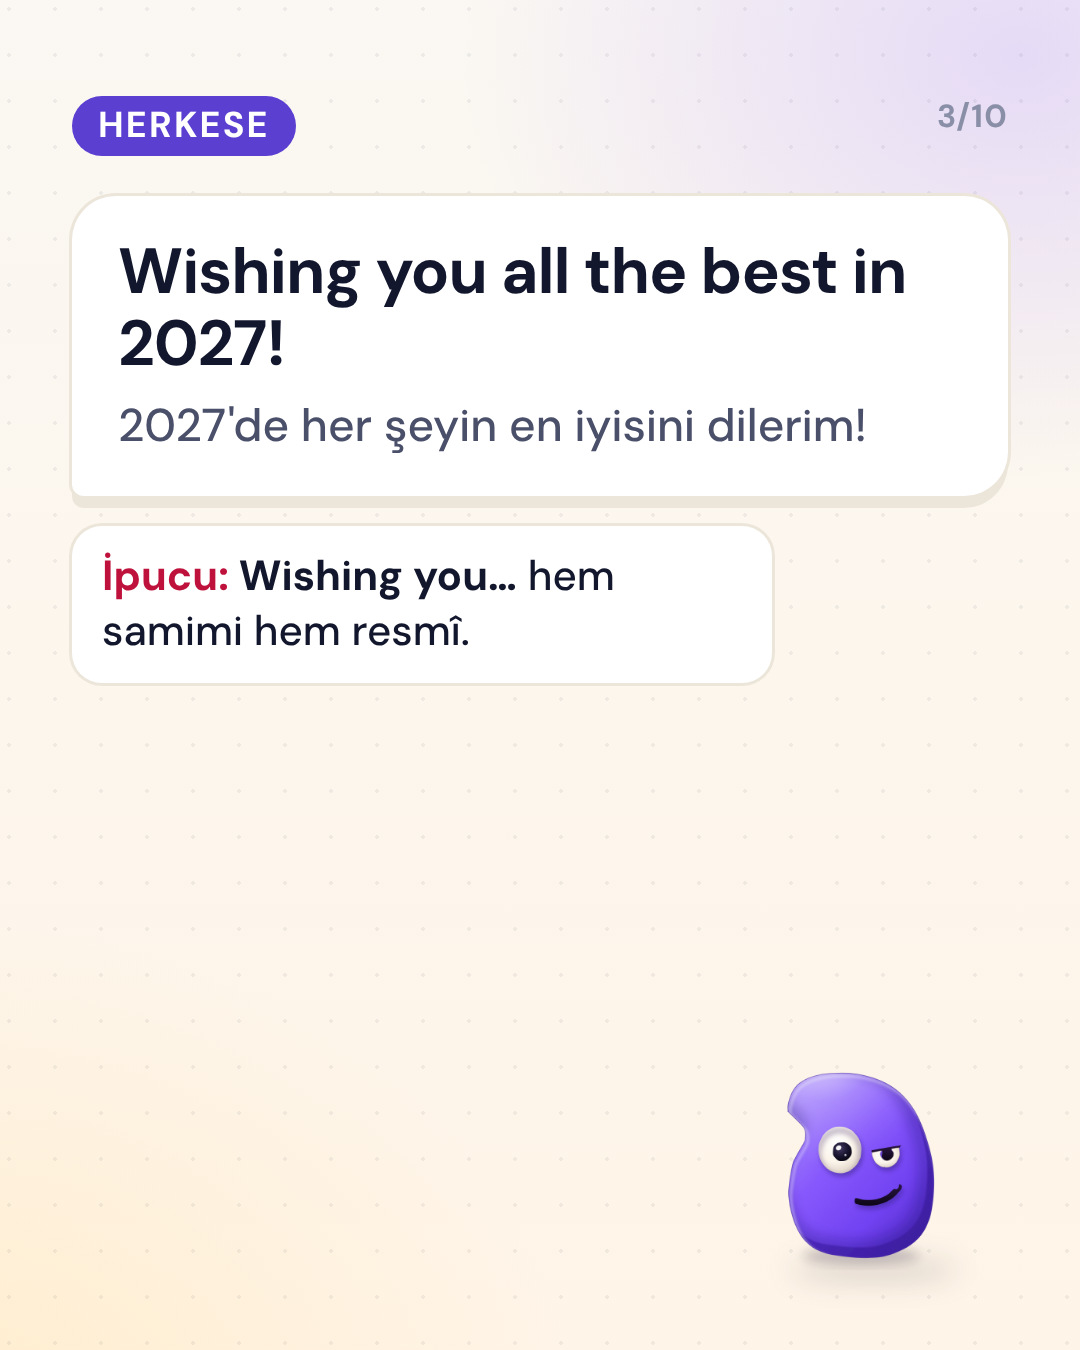 HERKESE
3/10
Wishing you all the best in
2027!
2027'de her şeyin en iyisini dilerim!
İpucu: Wishing you... hem
samimi hem resmî.